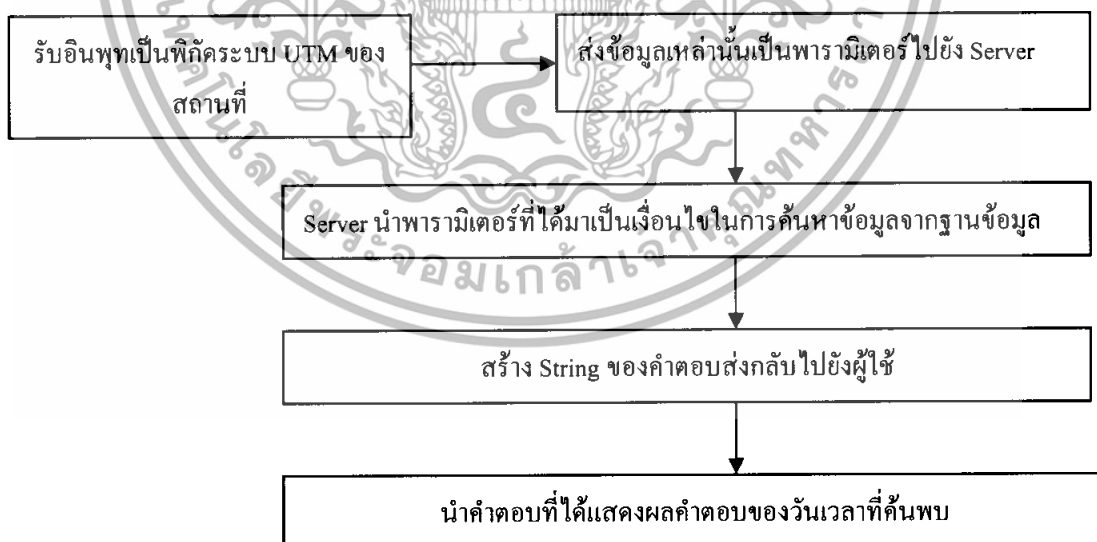 รับอินพุทเป็นพิกัดระบบ UTM ของ
สถานที่
ส่งข้อมูลเหล่านั้นเป็นพารามิเตอร์ไปยัง Server
Server นำพารามิเตอร์ที่ได้มาเป็นเงื่อนไขในการค้นหาข้อมูลจากฐานข้อมูล
สร้าง String ของคำตอบส่งกลับไปยังผู้ใช้
นำคำตอบที่ได้แสดงผลคำตอบของวันเวลาที่ค้นพบ